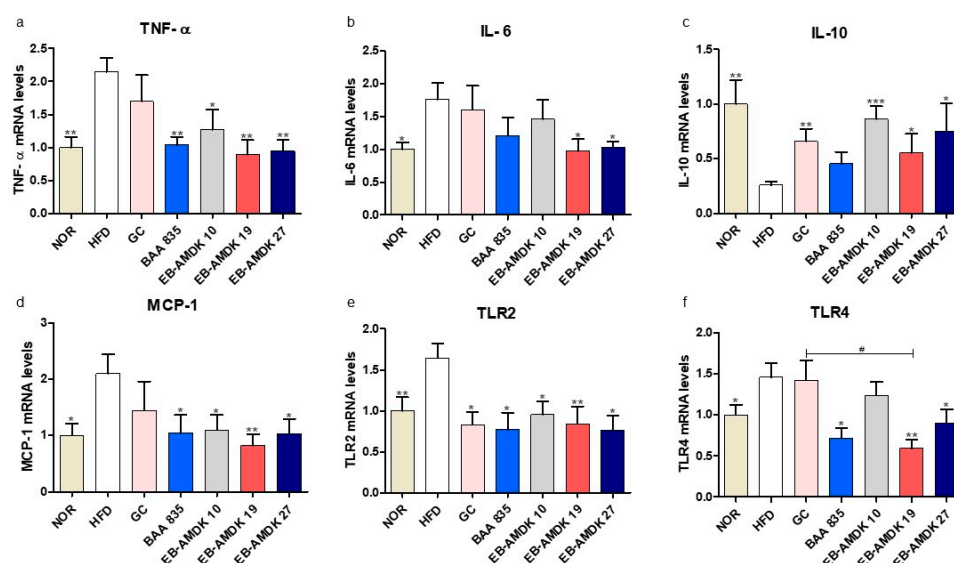 a
TNF- α
TNF- α mRNA levels
2.5
2.0
1.5
1.0
0.5
0.0
**
**
*
**
**
NOR
HFD
GC
BAA 835
EB-AMDK 10
EB-AMDK 19
EB-AMDK 27
b
IL- 6
IL-6 mRNA levels
2.5
2.0
1.5
1.0
0.5
0.0
*
*
*
NOR
HFD
GC
BAA 835
EB-AMDK 10
EB-AMDK 19
EB-AMDK 27
c
IL-10
IL-10 mRNA levels
1.5
1.0
0.5
0.0
**
**
***
*
*
NOR
HFD
GC
BAA 835
EB-AMDK 10
EB-AMDK 19
EB-AMDK 27
d
MCP-1
MCP-1 mRNA levels
3
2
1
0
*
*
*
**
*
NOR
HFD
GC
BAA 835
EB-AMDK 10
EB-AMDK 19
EB-AMDK 27
e
TLR2
TLR2 mRNA levels
2.0
1.5
1.0
0.5
0.0
**
*
*
*
**
*
NOR
HFD
GC
BAA 835
EB-AMDK 10
EB-AMDK 19
EB-AMDK 27
f
TLR4
TLR4 mRNA levels
2.0
1.5
1.0
0.5
0.0
#
*
*
**
*
NOR
HFD
GC
BAA 835
EB-AMDK 10
EB-AMDK 19
EB-AMDK 27